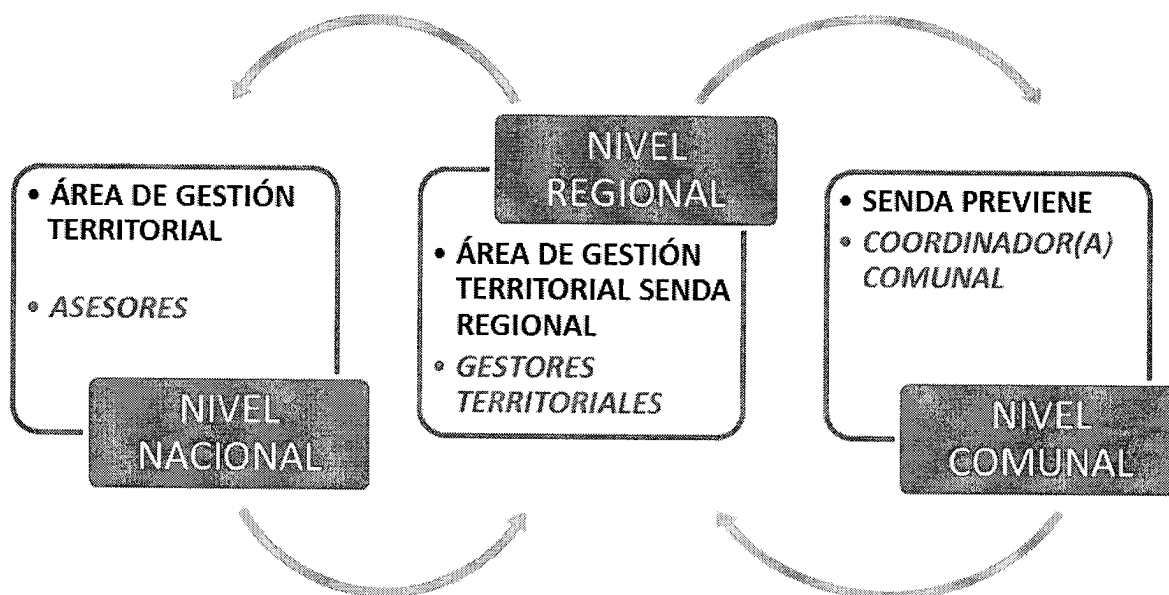 • ÁREA DE GESTIÓN
TERRITORIAL
• ASESORES
NIVEL
NACIONAL
NIVEL
REGIONAL
• ÁREA DE GESTIÓN
TERRITORIAL SENDA
REGIONAL
• GESTORES
TERRITORIALES
• SENDA PREVIENE
• COORDINADOR(A)
COMUNAL
NIVEL
COMUNAL